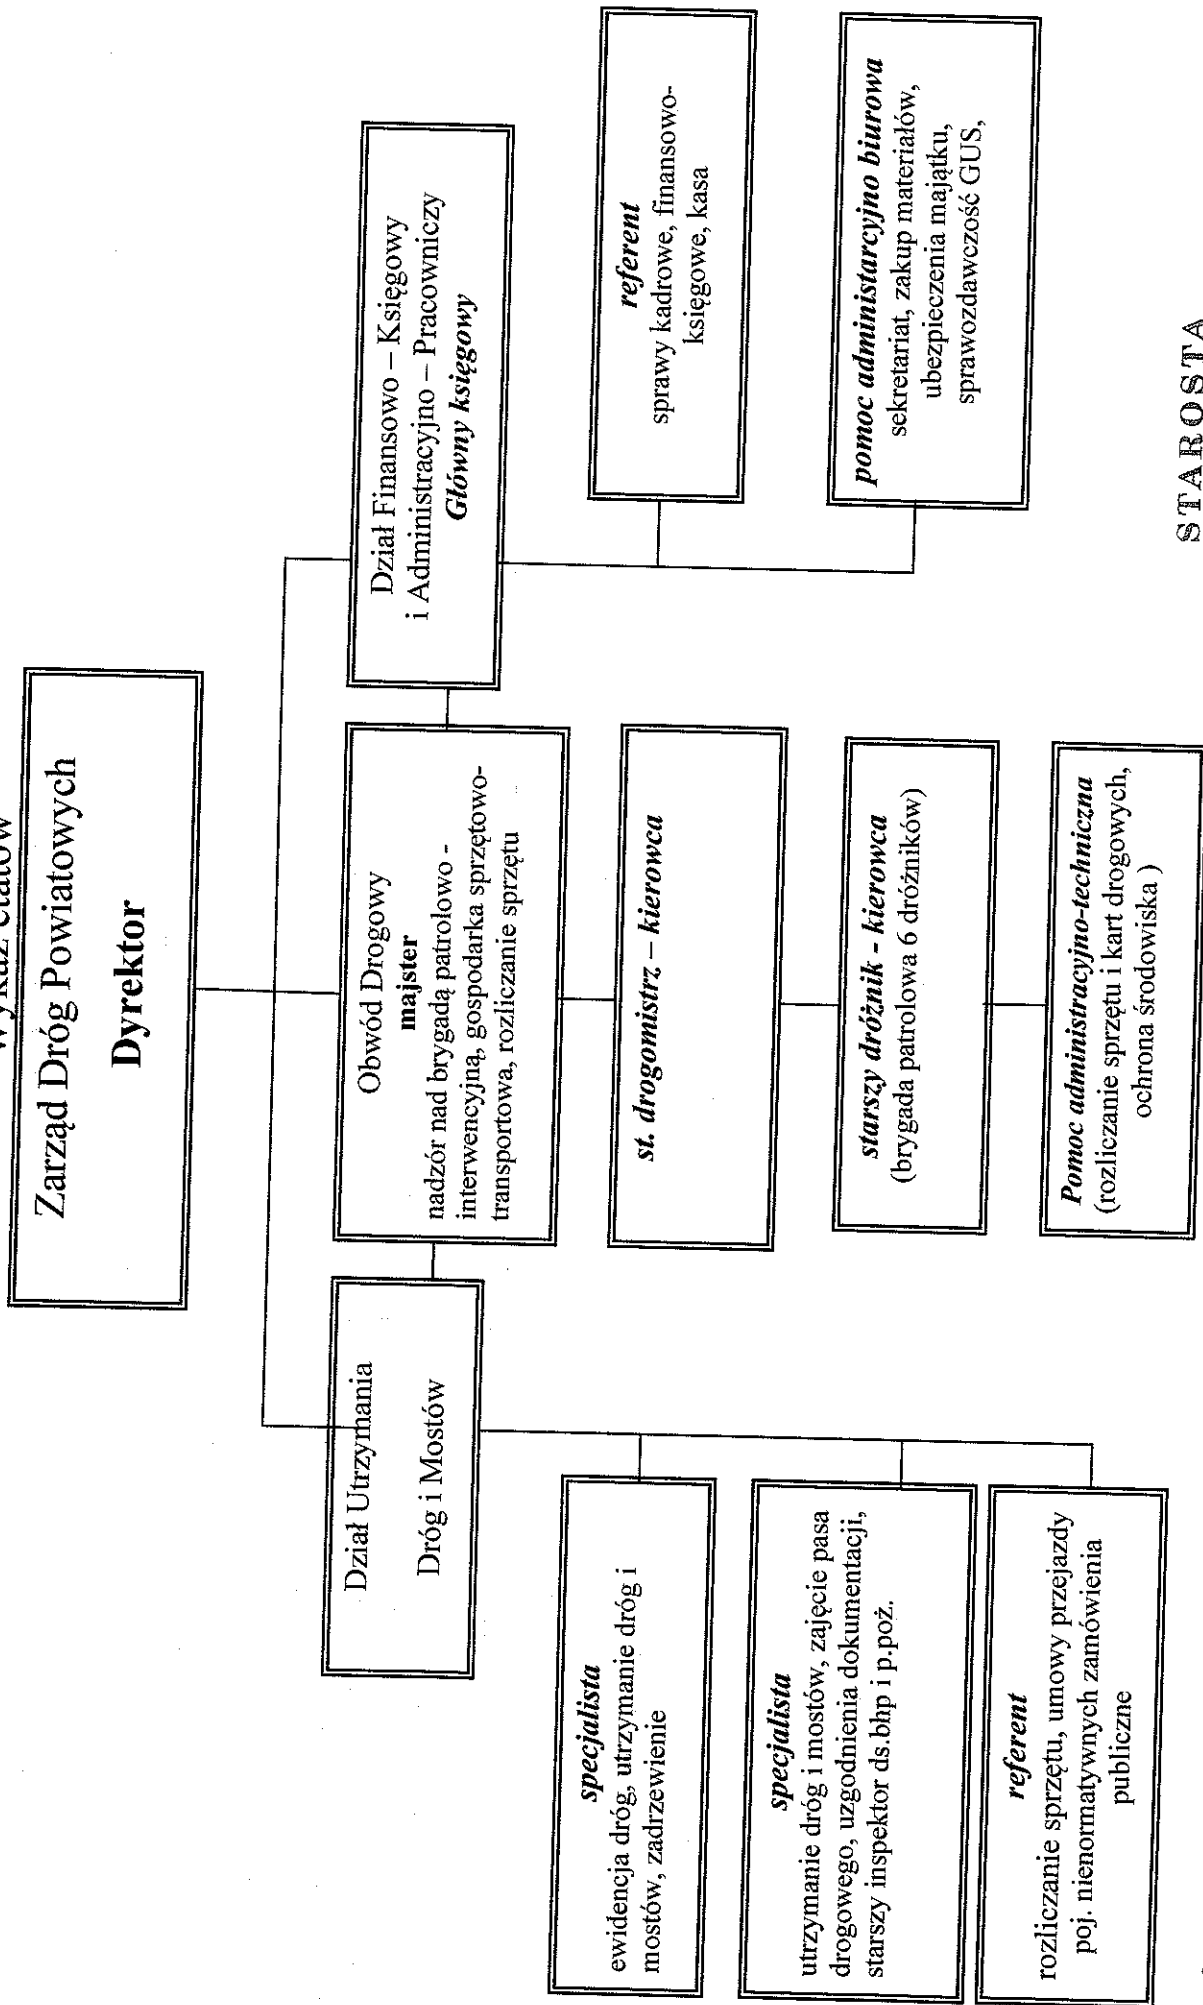 Wykaz etatów
Zarząd Dróg Powiatowych
Dyrektor
Dział Utrzymania
Dróg i Mostów
Obwód Drogowy
majster
nadzór nad brygadą patrolowo -
interwencyjną, gospodarka sprzętowo-
transportowa, rozliczanie sprzętu
Dział Finansowo – Księgowy
i Administracyjno – Pracowniczy
Główny księgowy
specjalista
ewidencja dróg, utrzymanie dróg i
mostów, zadrzewienie
specjalista
utrzymanie dróg i mostów, zajęcie pasa
drogowego, uzgodnienia dokumentacji,
starszy inspektor ds.bhp i p.poż.
referent
rozliczanie sprzętu, umowy przejazdy
poj. nienormatywnych zamówienia
publiczne
st. drogomistrz – kierowca
starszy dróżnik - kierowca
(brygada patrolowa 6 dróżników)
Pomoc administracyjno-techniczna
(rozliczanie sprzętu i kart drogowych,
ochrona środowiska )
referent
sprawy kadrowe, finansowo-
księgowe, kasa
pomoc administarcyjno biurowa
sekretariat, zakup materiałów,
ubezpieczenia majątku,
sprawozdawczość GUS,
STAROSTA